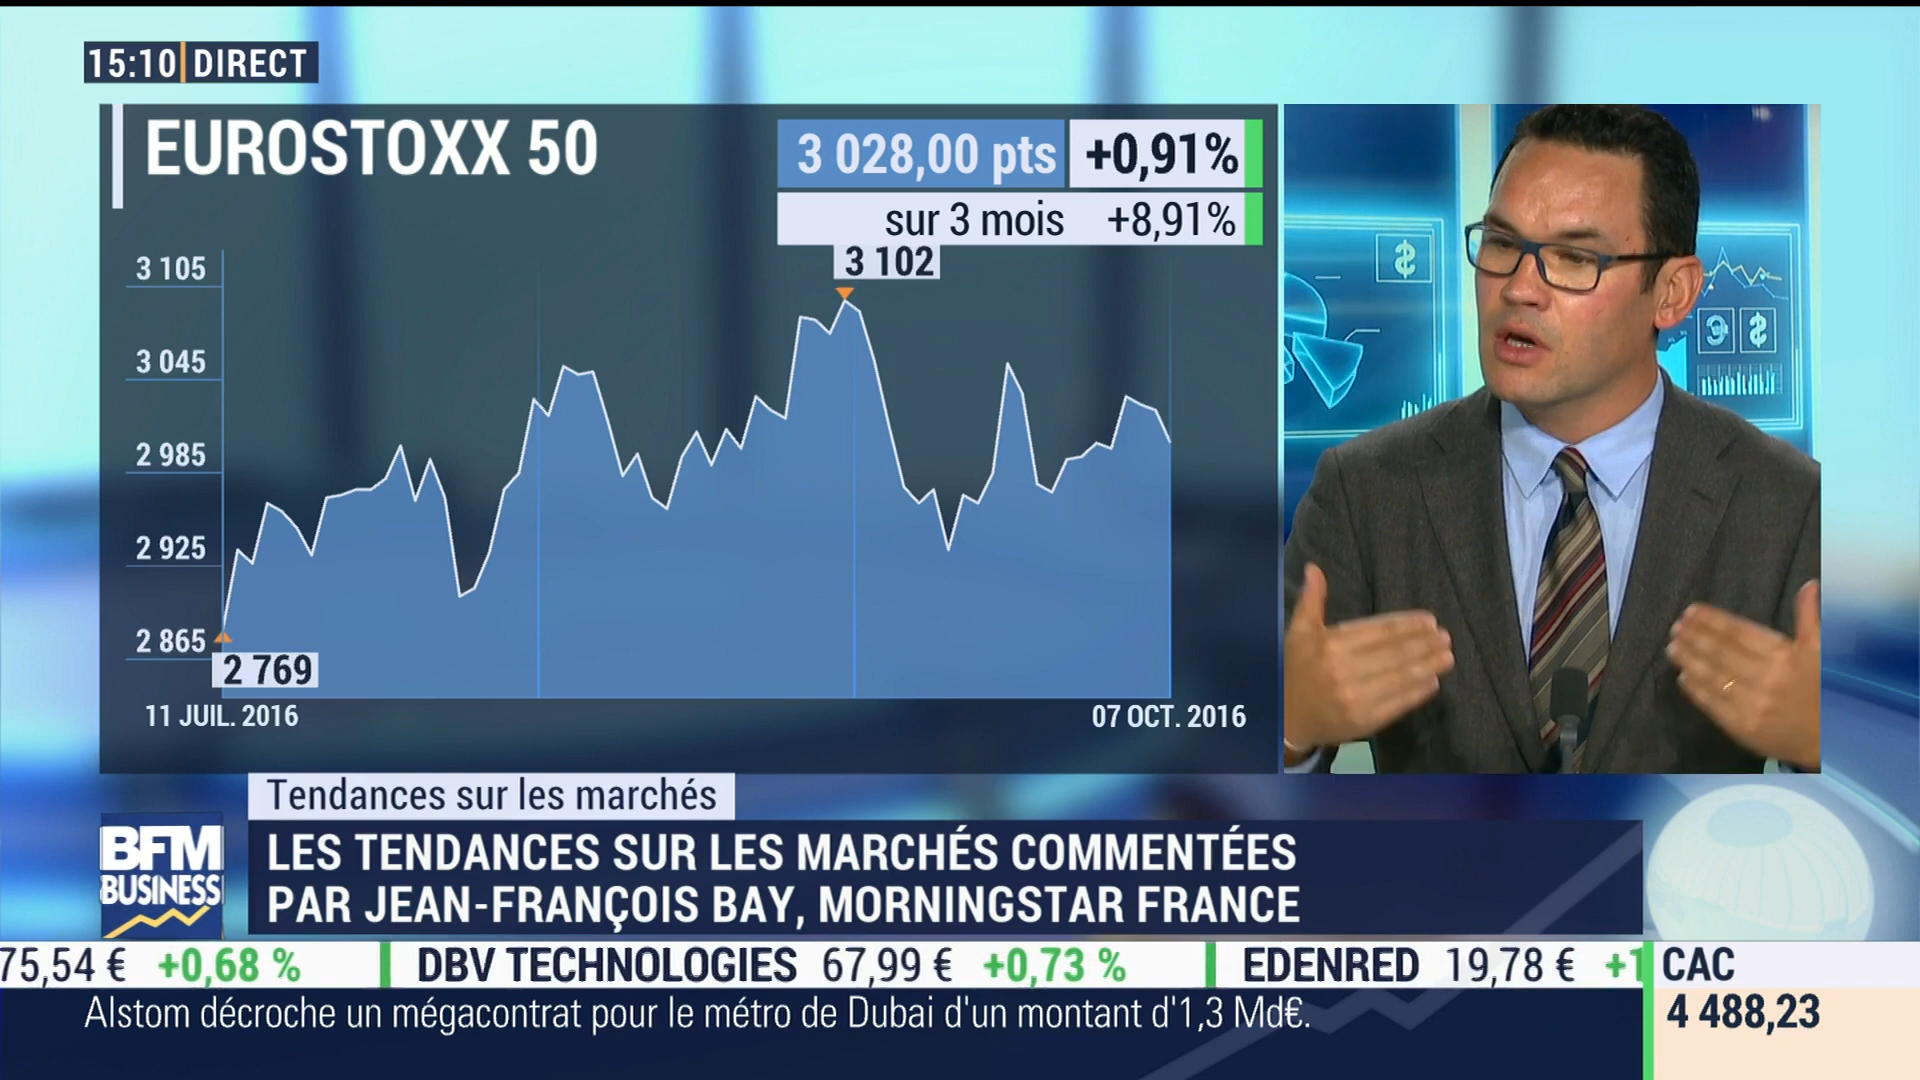 15:10 DIRECT
EUROSTOXX 50
3 028,00 pts +0,91%
sur 3 mois +8,91%
3 102
3 105
3 045
2 985
2 925
2 865
2 769
11 JUIL. 2016
07 OCT. 2016
Tendances sur les marchés
BFM
BUSINESS
LES TENDANCES SUR LES MARCHÉS COMMENTÉES
PAR JEAN-FRANÇOIS BAY, MORNINGSTAR FRANCE
75,54 € +0,68 % DBV TECHNOLOGIES 67,99 € +0,73 % EDENRED 19,78 € +1
CAC
Alstom décroche un mégacontrat pour le métro de Dubai d'un montant d'1,3 Md€.
4 488,23